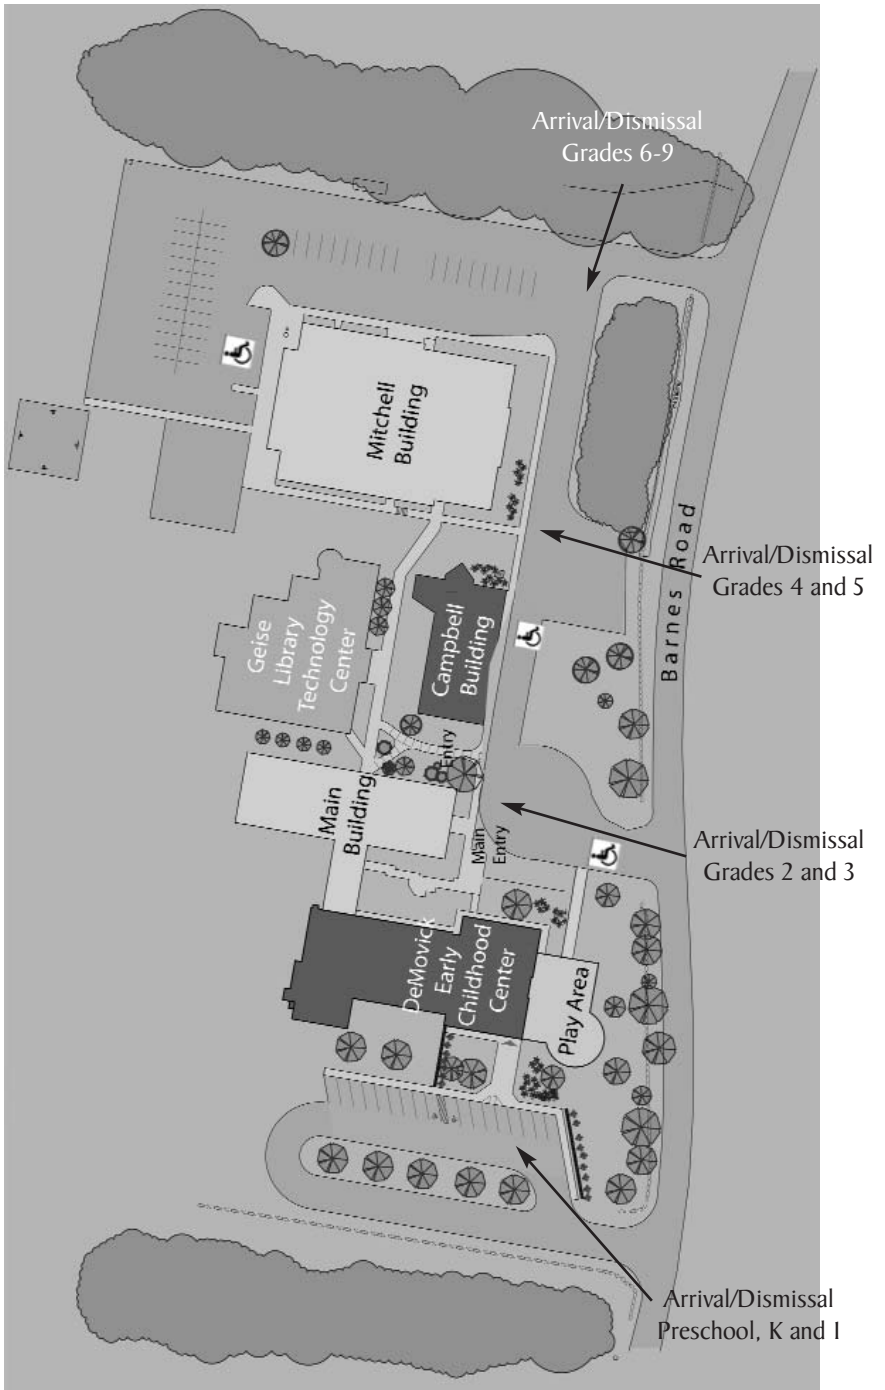 Arrival/Dismissal
Grades 6-9
Mitchell
Building
Arrival/Dismissal
Grades 4 and 5
Barnes Road
Geise
Library
Technology
Center
Campbell
Building
Entry
Main
Building
Main
Entry
Arrival/Dismissal
Grades 2 and 3
DeMovick
Early
Childhood
Center
Play Area
Arrival/Dismissal
Preschool, K and I